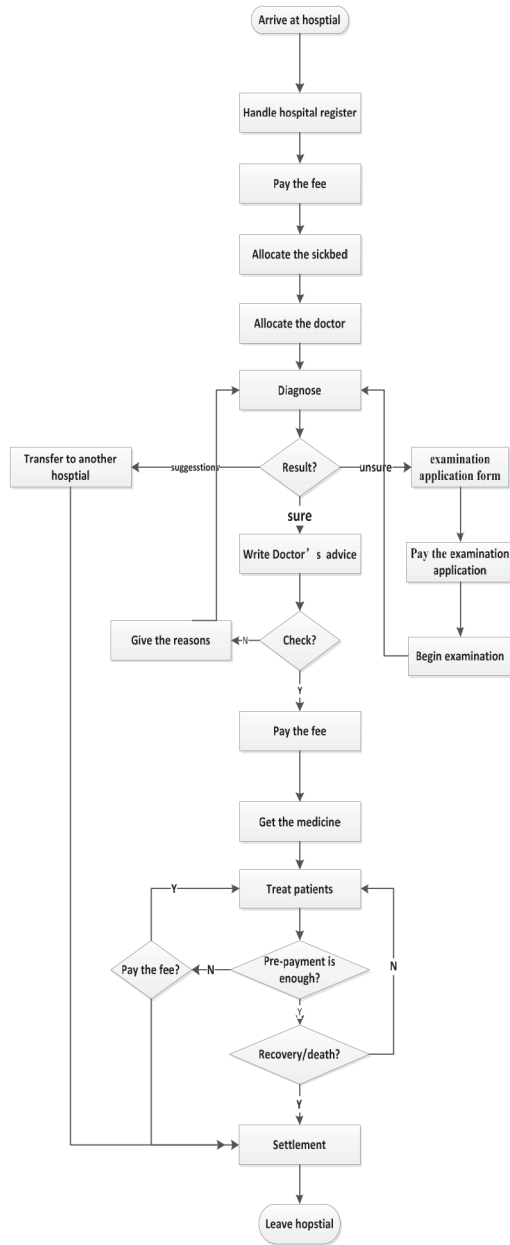 Arrive at hosptial
Handle hospital register
Pay the fee
Allocate the sickbed
Allocate the doctor
Diagnose
Transfer to another
hosptial
suggesstions
Result?
unsure
examination
application form
sure
Write Doctor’s advice
Pay the examination
application
Give the reasons
N
Check?
Begin examination
Y
Pay the fee
Get the medicine
Y
Treat patients
Pay the fee?
N
Pre-payment is
enough?
N
Y
Recovery/death?
Y
Settlement
Leave hopstial